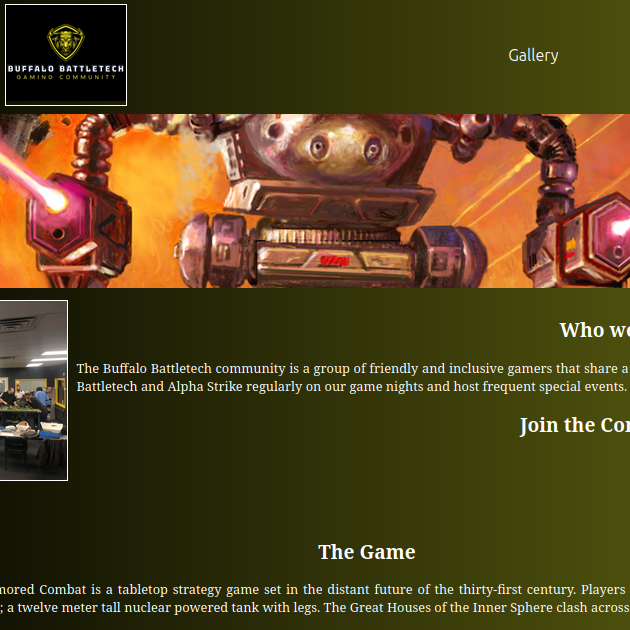 BUFFALO BATTLETECH
GAMING COMMUNITY
Gallery
Who we
The Buffalo Battletech community is a group of friendly and inclusive gamers that share a
Battletech and Alpha Strike regularly on our game nights and host frequent special events.
Join the Com
The Game
mored Combat is a tabletop strategy game set in the distant future of the thirty-first century. Players
; a twelve meter tall nuclear powered tank with legs. The Great Houses of the Inner Sphere clash across